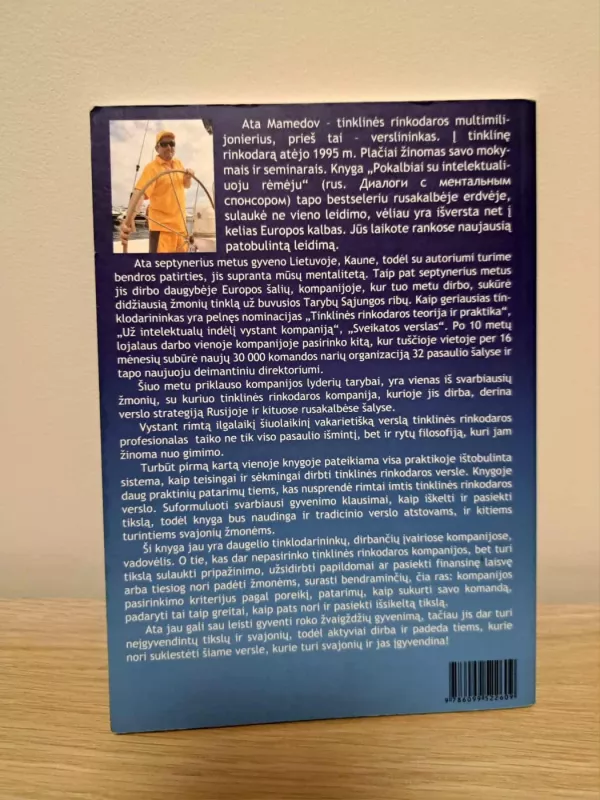 Ata Mamedov - tinklinės rinkodaros multimili-
jonierius, prieš tai - verslininkas. Į tinklinę
rinkodarą atėjo 1995 m. Plačiai žinomas savo moky-
mais ir seminarais. Knyga „Pokalbiai su intelektuali-
uoju rėmėju“ (rus. Диалоги с ментальным
спонсором) tapo bestseleriu rusakalbėje erdvėje,
sulaukė ne vieno leidimo, vėliau yra išversta net į
kelias Europos kalbas. Jūs laikote rankose naujausią
patobulintą leidimą.
Ata septynerius metus gyveno Lietuvoje, Kaune, todėl su autoriumi turime
bendros patirties, jis supranta mūsų mentalitetą. Taip pat septynerius metus
jis dirbo daugybėje Europos šalių, kompanijoje, kur tuo metu dirbo, sukūrė
didžiausią žmonių tinklą už buvusios Tarybų Sąjungos ribų. Kaip geriausias tin-
klodarininkas yra pelnęs nominacijas „Tinklinės rinkodaros teorija ir praktika“,
„Už intelektualų indėlį vystant kompaniją“, „Sveikatos verslas“. Po 10 metų
lojalaus darbo vienoje kompanijoje pasirinko kitą, kur tuščioje vietoje per 16
mėnesių subūrė naujų 30 000 komandos narių organizaciją 32 pasaulio šalyse ir
tapo naujuoju deimantiniu direktoriumi.
Šiuo metu priklauso kompanijos lyderių tarybai, yra vienas iš svarbiausių
žmonių, su kuriuo tinklinės rinkodaros kompanija, kurioje jis dirba, derina
verslo strategiją Rusijoje ir kituose rusakalbėse šalyse.
Vystant rimtą ilgalaikį šiuolaikinį vakarietišką verslą tinklinės rinkodaros
profesionalas taiko ne tik viso pasaulio išmintį, bet ir rytų filosofiją, kuri jam
žinoma nuo gimimo.
Turbūt pirmą kartą vienoje knygoje pateikiama visa praktikoje ištobulinta
sistema, kaip teisingai ir sėkmingai dirbti tinklinės rinkodaros versle. Knygoje
daug praktinių patarimų tiems, kas nusprendė rimtai imtis tinklinės rinkodaros
verslo. Suformuluoti svarbiausi gyvenimo klausimai, kaip iškelti ir pasiekti
tikslą, todėl knyga bus naudinga ir tradicinio verslo atstovams, ir kitiems
turintiems svajonių žmonėms.
Ši knyga jau yra daugelio tinklodarininkų, dirbančių įvairiose kompanijose,
vadovėlis. O tie, kas dar nepasirinko tinklinės rinkodaros kompanijos, bet turi
tikslą sulaukti pripažinimo, užsidirbti papildomai ar pasiekti finansinę laisvę
arba tiesiog nori padėti žmonėms, surasti bendraminčių, čia ras: kompanijos
pasirinkimo kriterijus pagal poreikį, patarimų, kaip sukurti savo komandą,
padaryti tai taip greitai, kaip pats nori ir pasiekti išsikeltą tikslą.
Ata jau gali sau leisti gyventi roko žvaigždžių gyvenimą, tačiau jis dar turi
neįgyvendintų tikslų ir svajonių, todėl aktyviai dirba ir padeda tiems, kurie
nori suklestėti šiame versle, kurie turi svajonių ir jas įgyvendina!
9 786099 522609